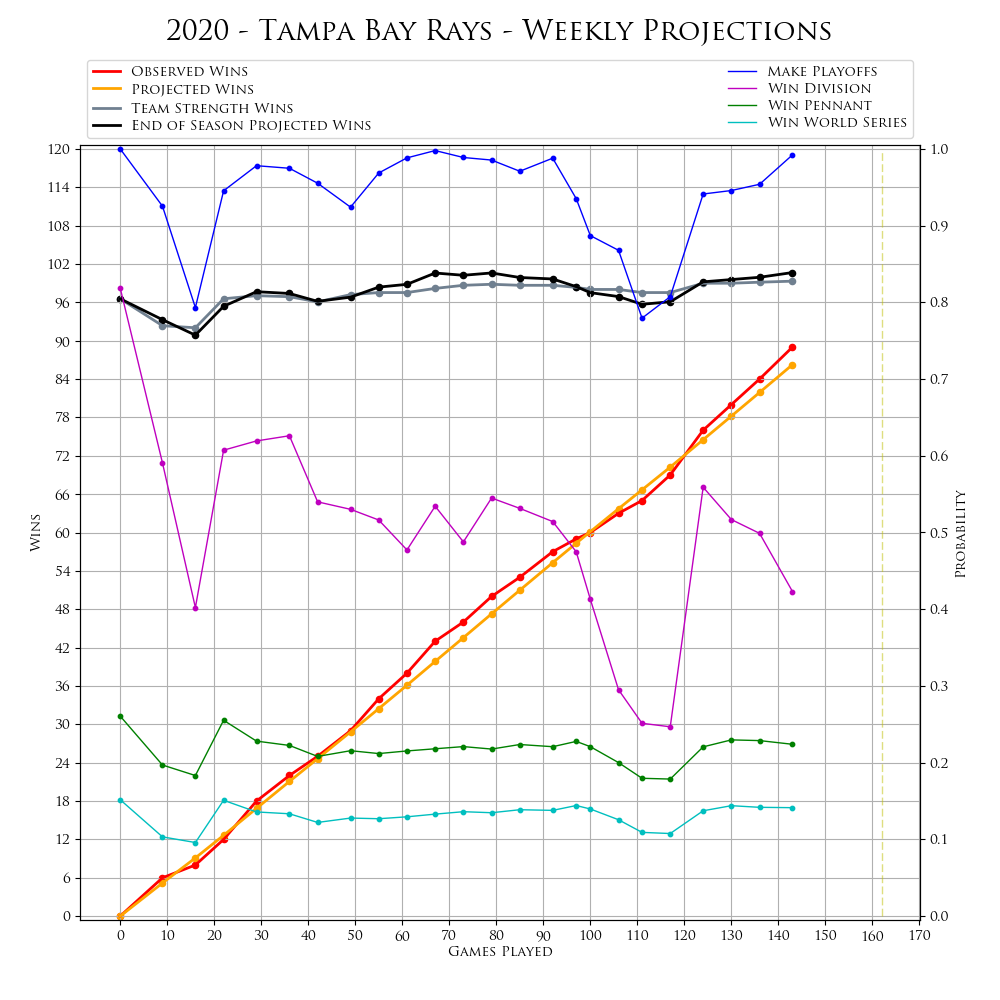 2020 - Tampa Bay Rays - Weekly Projections
Observed Wins
Projected Wins
Team Strength Wins
End of Season Projected Wins
Make Playoffs
Win Division
Win Pennant
Win World Series
120
114
108
102
96
90
84
78
72
66
60
54
48
42
36
30
24
18
12
6
0
Wins
1.0
0.9
0.8
0.7
0.6
0.5
0.4
0.3
0.2
0.1
0.0
Probability
0 10 20 30 40 50 60 70 80 90 100 110 120 130 140 150 160 170
Games Played